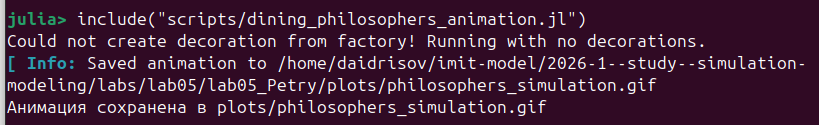 julia> include("scripts/dining_philosophers_animation.jl")
Could not create decoration from factory! Running with no decorations.
[ Info: Saved animation to /home/daidrisov/imit-model/2026-1--study--simulation-
modeling/labs/lab05/lab05_Petry/plots/philosophers_simulation.gif
Анимация сохранена в plots/philosophers_simulation.gif